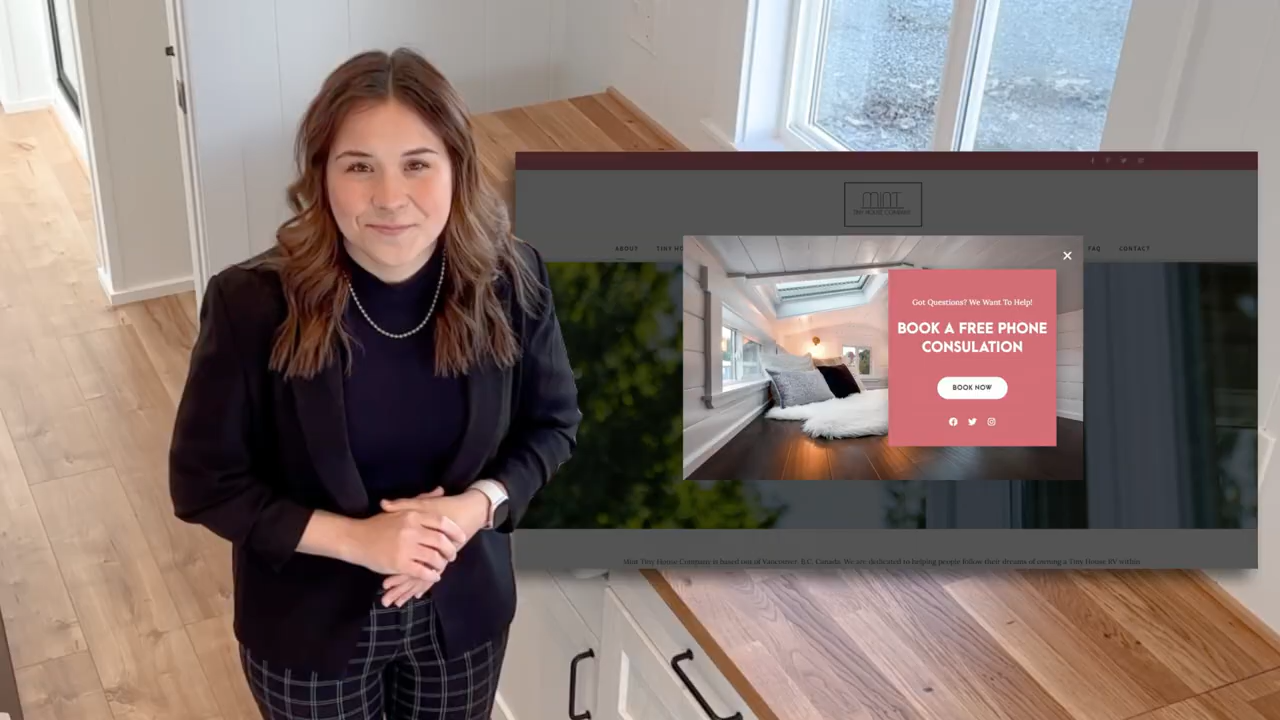 MINT
TINY HOUSE COMPANY
ABOUT
TINY HO
FAQ
CONTACT
Got Questions? We Want To Help!
BOOK A FREE PHONE
CONSULATION
BOOK NOW
Mint Tiny House Company is based out of Vancouver, B.C. Canada. We are dedicated to helping people follow their dreams of owning a Tiny House RV within